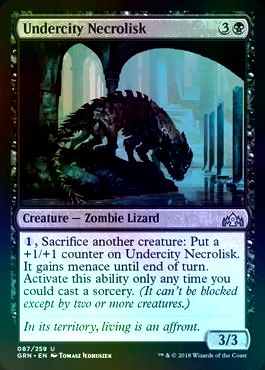 Undercity Necrolisk 3
Creature — Zombie Lizard
1, Sacrifice another creature: Put a
+1/+1 counter on Undercity Necrolisk.
It gains menace until end of turn.
Activate this ability only any time you
could cast a sorcery. (It can't be blocked
except by two or more creatures.)
In its territory, living is an affront.
3/3
087/259 U
GRN • EN Tomasz Jedruszek
™ & © 2018 Wizards of the Coast